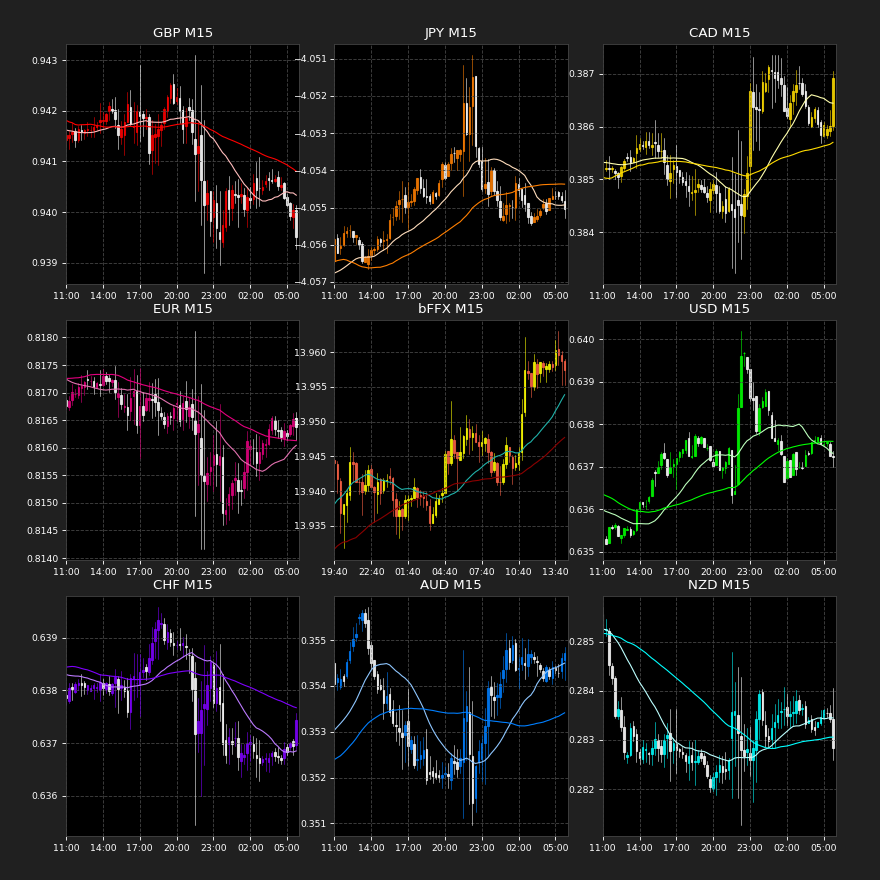 GBP M15
JPY M15
CAD M15
0.943
0.942
0.941
0.940
0.939
−4.051
−4.052
−4.053
−4.054
−4.055
−4.056
−4.057
0.387
0.386
0.385
0.384
11:00 14:00 17:00 20:00 23:00 02:00 05:00
11:00 14:00 17:00 20:00 23:00 02:00 05:00
11:00 14:00 17:00 20:00 23:00 02:00 05:00
EUR M15
bFFX M15
USD M15
0.8180
0.8175
0.8170
0.8165
0.8160
0.8155
0.8150
0.8145
0.8140
13.960
13.955
13.950
13.945
13.940
13.935
0.640
0.639
0.638
0.637
0.636
0.635
11:00 14:00 17:00 20:00 23:00 02:00 05:00
19:40 22:40 01:40 04:40 07:40 10:40 13:40
11:00 14:00 17:00 20:00 23:00 02:00 05:00
CHF M15
AUD M15
NZD M15
0.639
0.638
0.637
0.636
0.355
0.354
0.353
0.352
0.351
0.285
0.284
0.283
0.282
11:00 14:00 17:00 20:00 23:00 02:00 05:00
11:00 14:00 17:00 20:00 23:00 02:00 05:00
11:00 14:00 17:00 20:00 23:00 02:00 05:00